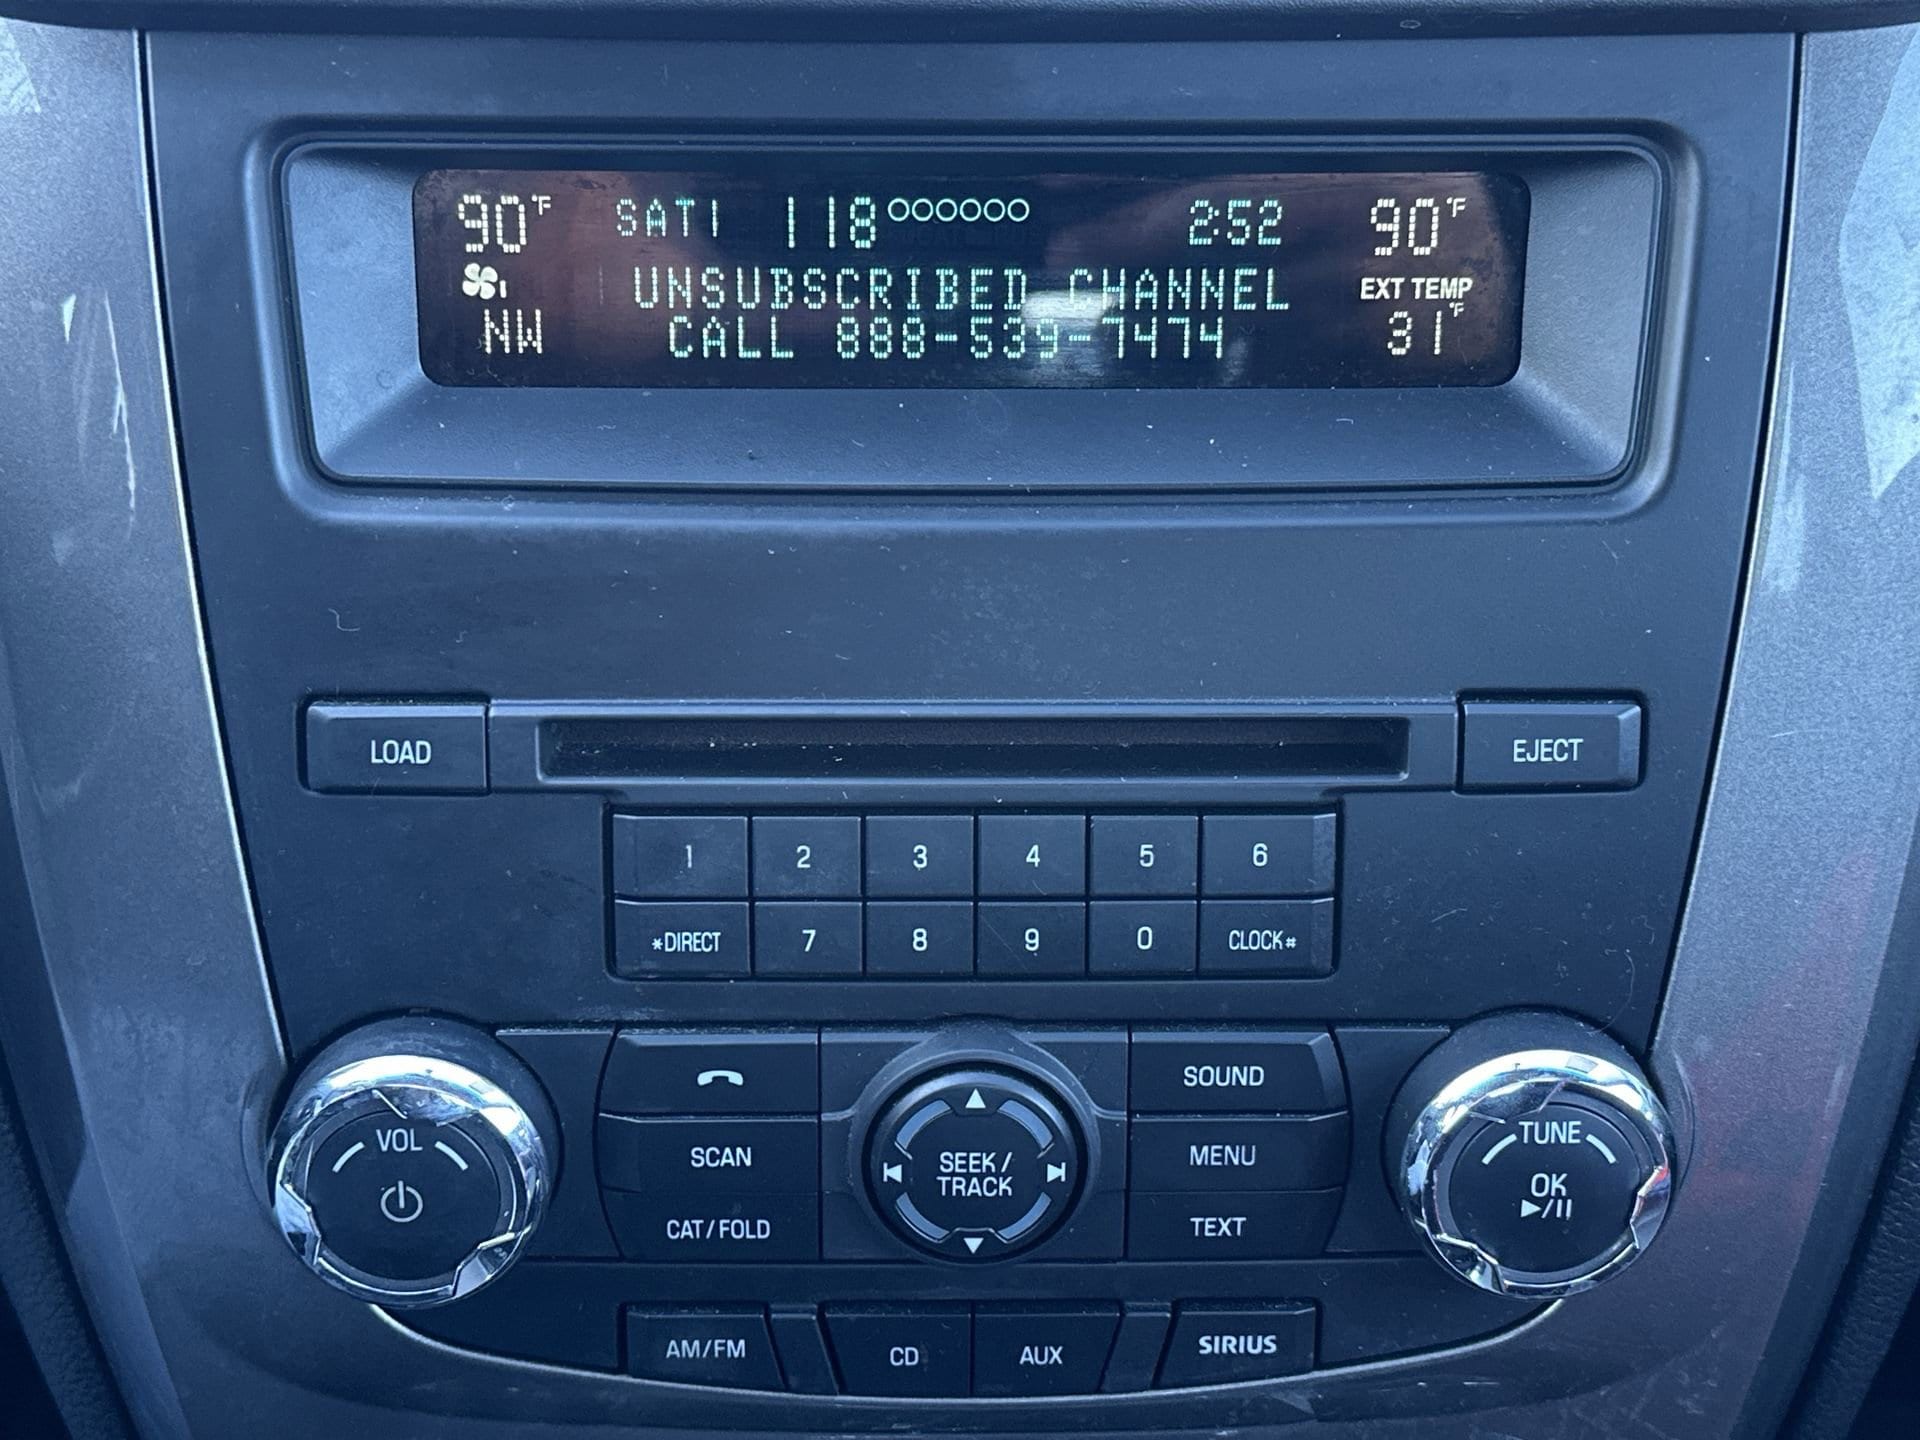 90°F SAT1 118 2:52 90°F
UNSUBSCRIBED CHANNEL EXT TEMP
1
NW CALL 888-539-7474 31°F
LOAD EJECT
1 2 3 4 5 6
*DIRECT 7 8 9 0 CLOCK#
VOL
SCAN
CAT/FOLD
SEEK/
TRACK
SOUND
MENU
TEXT
TUNE
OK
▶/II
AM/FM CD AUX SIRIUS